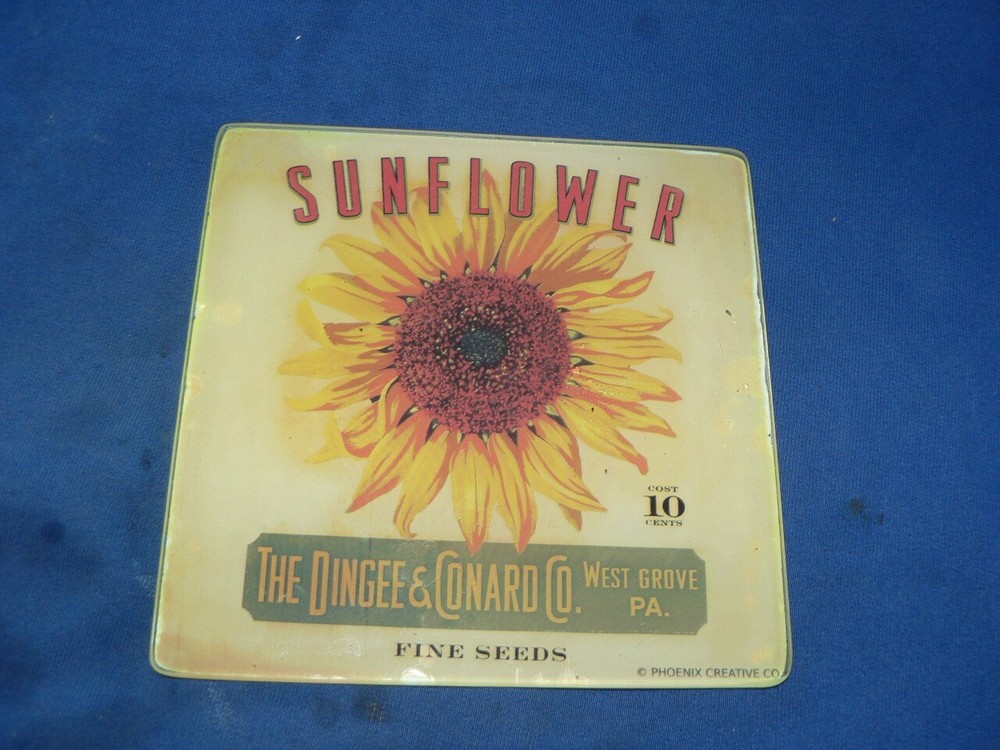 SUNFLOWER
COST
10
CENTS
THE DINGEE & CONARD CO. WEST GROVE
PA.
FINE SEEDS
© PHOENIX CREATIVE CO